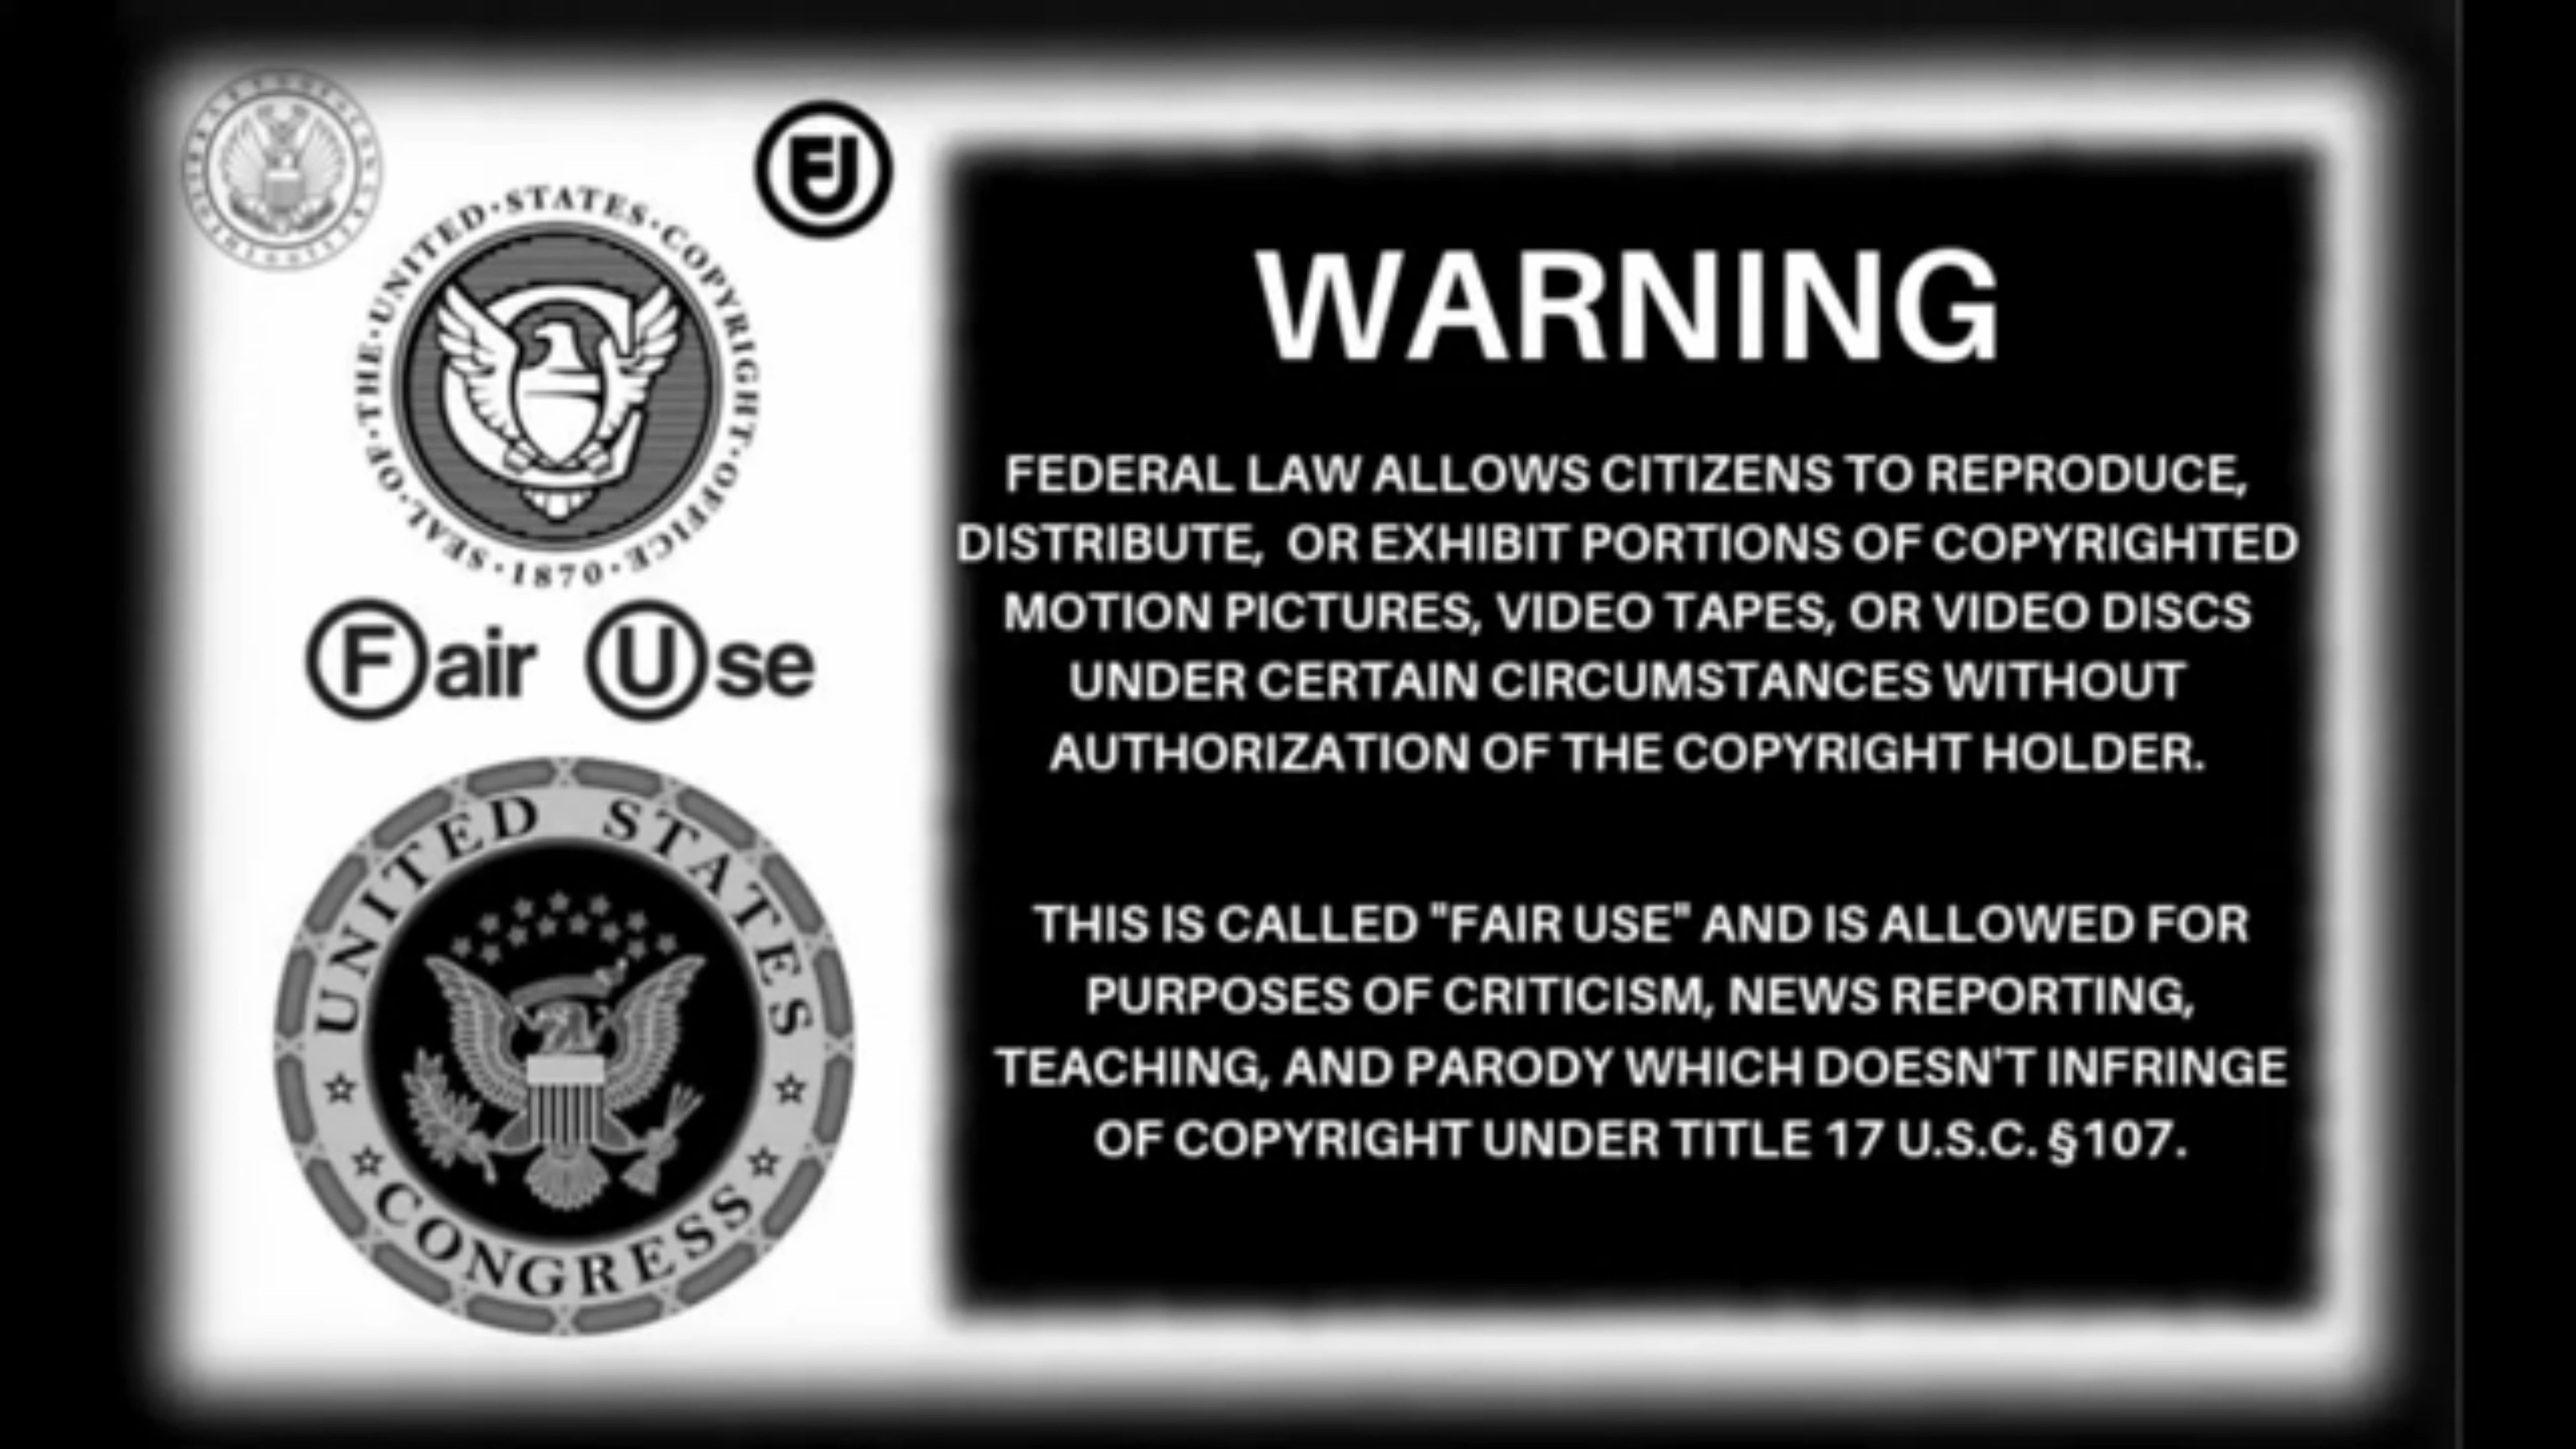 THE·UNITED·STATES·COPYRIGHT·OFFICE·1870·SEAL·OF·
FU
Fair Use
UNITED STATES
CONGRESS
WARNING
FEDERAL LAW ALLOWS CITIZENS TO REPRODUCE,
DISTRIBUTE, OR EXHIBIT PORTIONS OF COPYRIGHTED
MOTION PICTURES, VIDEO TAPES, OR VIDEO DISCS
UNDER CERTAIN CIRCUMSTANCES WITHOUT
AUTHORIZATION OF THE COPYRIGHT HOLDER.
THIS IS CALLED "FAIR USE" AND IS ALLOWED FOR
PURPOSES OF CRITICISM, NEWS REPORTING,
TEACHING, AND PARODY WHICH DOESN'T INFRINGE
OF COPYRIGHT UNDER TITLE 17 U.S.C. §107.